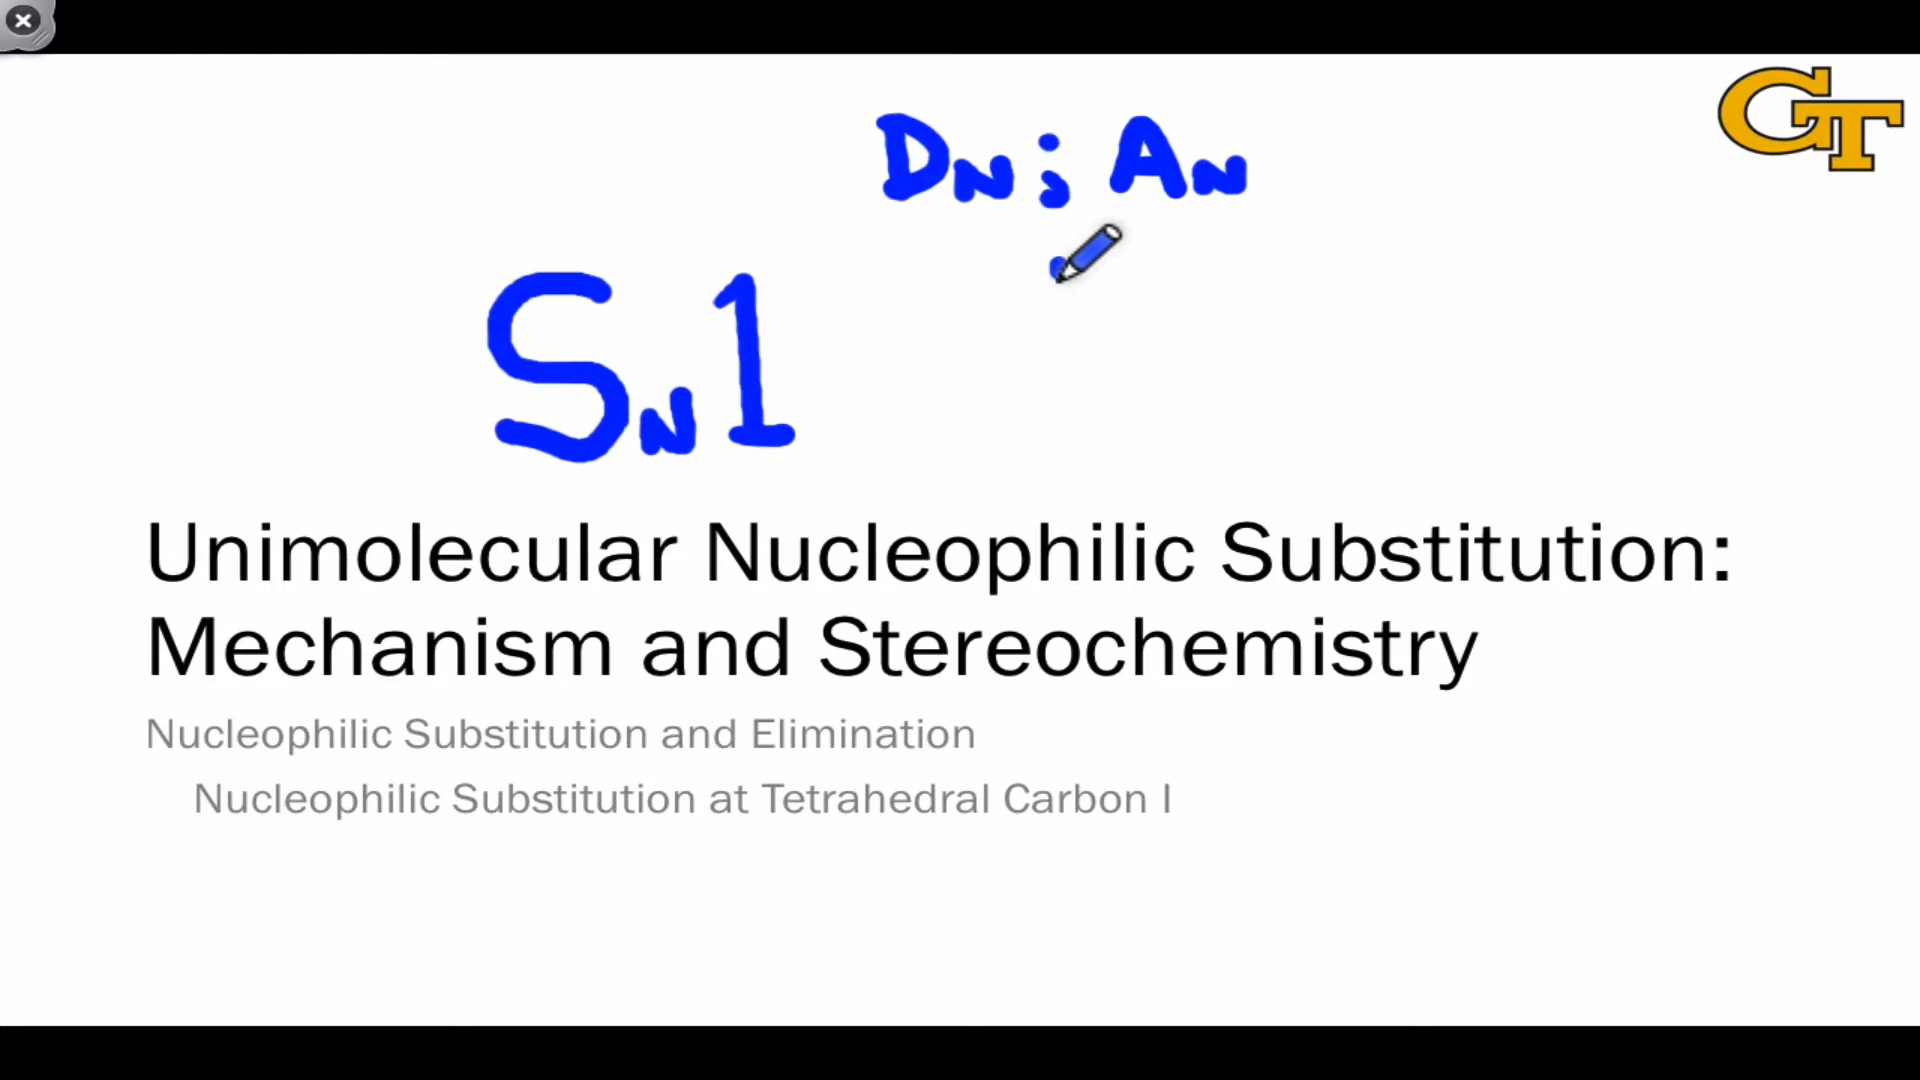 GT
DN; AN
SN1
Unimolecular Nucleophilic Substitution:
Mechanism and Stereochemistry
Nucleophilic Substitution and Elimination
Nucleophilic Substitution at Tetrahedral Carbon I